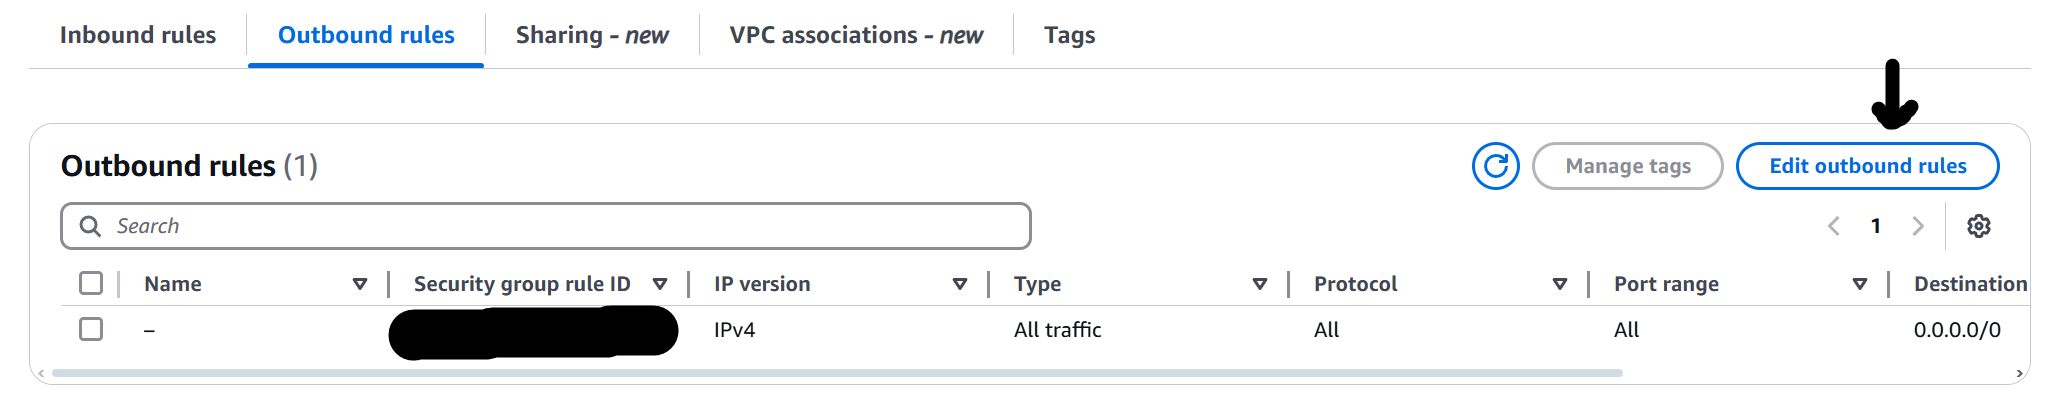 Inbound rules Outbound rules Sharing - new VPC associations - new Tags
Outbound rules (1) Manage tags Edit outbound rules
Search 1
Name Security group rule ID IP version Type Protocol Port range Destination
– IPv4 All traffic All All 0.0.0.0/0